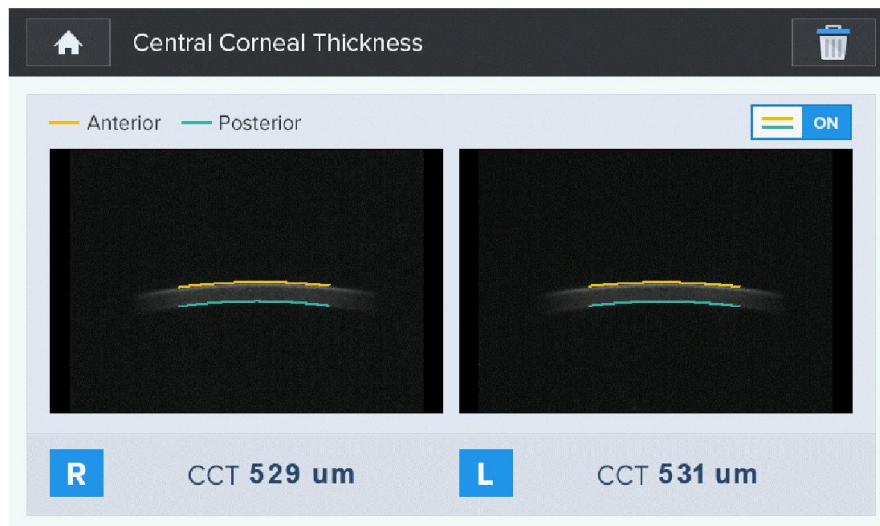 Central Corneal Thickness
Anterior Posterior ON
R CCT 529 um L CCT 531 um